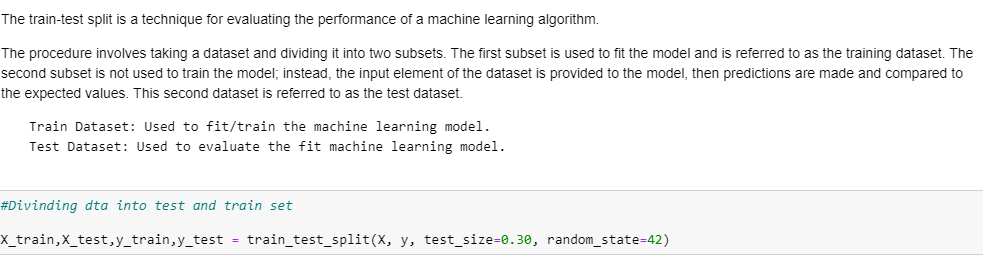 The train-test split is a technique for evaluating the performance of a machine learning algorithm.
The procedure involves taking a dataset and dividing it into two subsets. The first subset is used to fit the model and is referred to as the training dataset. The
second subset is not used to train the model; instead, the input element of the dataset is provided to the model, then predictions are made and compared to
the expected values. This second dataset is referred to as the test dataset.
Train Dataset: Used to fit/train the machine learning model.
Test Dataset: Used to evaluate the fit machine learning model.
#Divinding dta into test and train set
X_train,X_test,y_train,y_test = train_test_split(X, y, test_size=0.30, random_state=42)